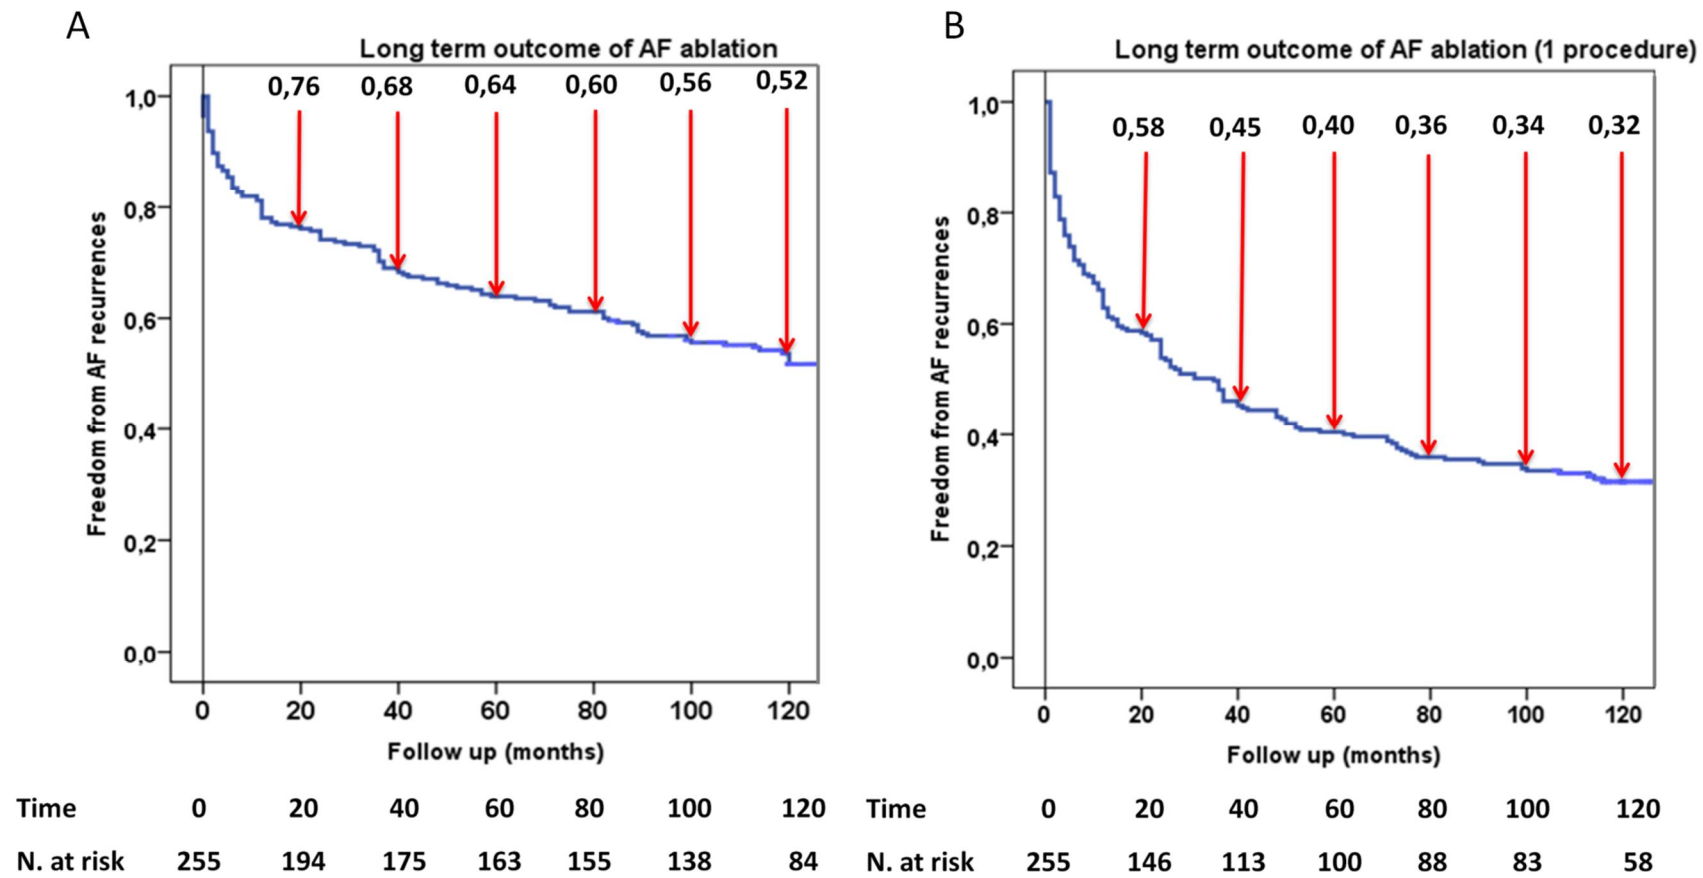 A
Long term outcome of AF ablation
0,76 0,68 0,64 0,60 0,56 0,52
1,0
0,8
0,6
0,4
0,2
0,0
Freedom from AF recurrences
0 20 40 60 80 100 120
Follow up (months)
Time 0 20 40 60 80 100 120
N. at risk 255 194 175 163 155 138 84
B
Long term outcome of AF ablation (1 procedure)
0,58 0,45 0,40 0,36 0,34 0,32
1,0
0,8
0,6
0,4
0,2
0,0
Freedom from AF recurrences
0 20 40 60 80 100 120
Follow up (months)
Time 0 20 40 60 80 100 120
N. at risk 255 146 113 100 88 83 58